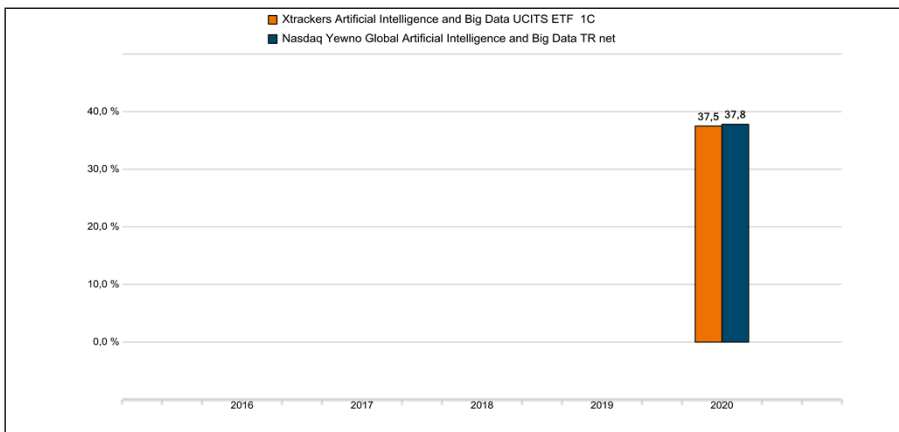 Xtrackers Artificial Intelligence and Big Data UCITS ETF 1C
Nasdaq Yewno Global Artificial Intelligence and Big Data TR net
40,0 %
37,5 37,8
30,0 %
20,0 %
10,0 %
0,0 %
2016 2017 2018 2019 2020